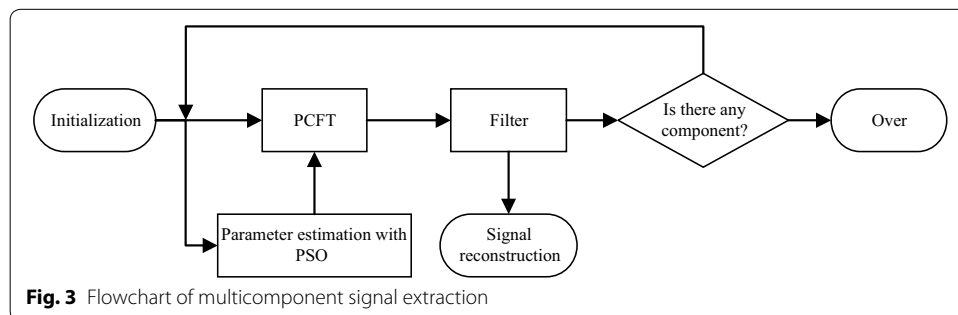 Initialization
PCFT
Filter
Is there any
component?
Over
Parameter estimation with
PSO
Signal
reconstruction
Fig. 3 Flowchart of multicomponent signal extraction